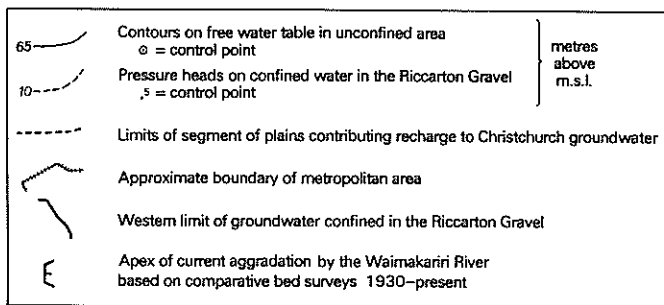 65 Contours on free water table in unconfined area
⊙ = control point
10 Pressure heads on confined water in the Riccarton Gravel
.5 = control point
metres
above
m.s.l.
Limits of segment of plains contributing recharge to Christchurch groundwater
Approximate boundary of metropolitan area
Western limit of groundwater confined in the Riccarton Gravel
Apex of current aggradation by the Waimakariri River
based on comparative bed surveys 1930–present